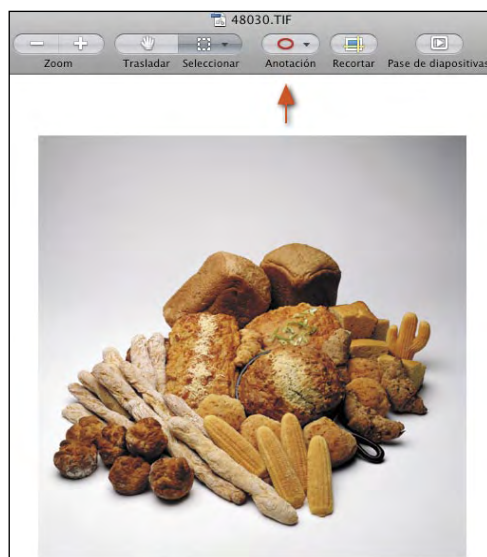 48030.TIF
Zoom Trasladar Seleccionar Anotación Recortar Pase de diapositivas